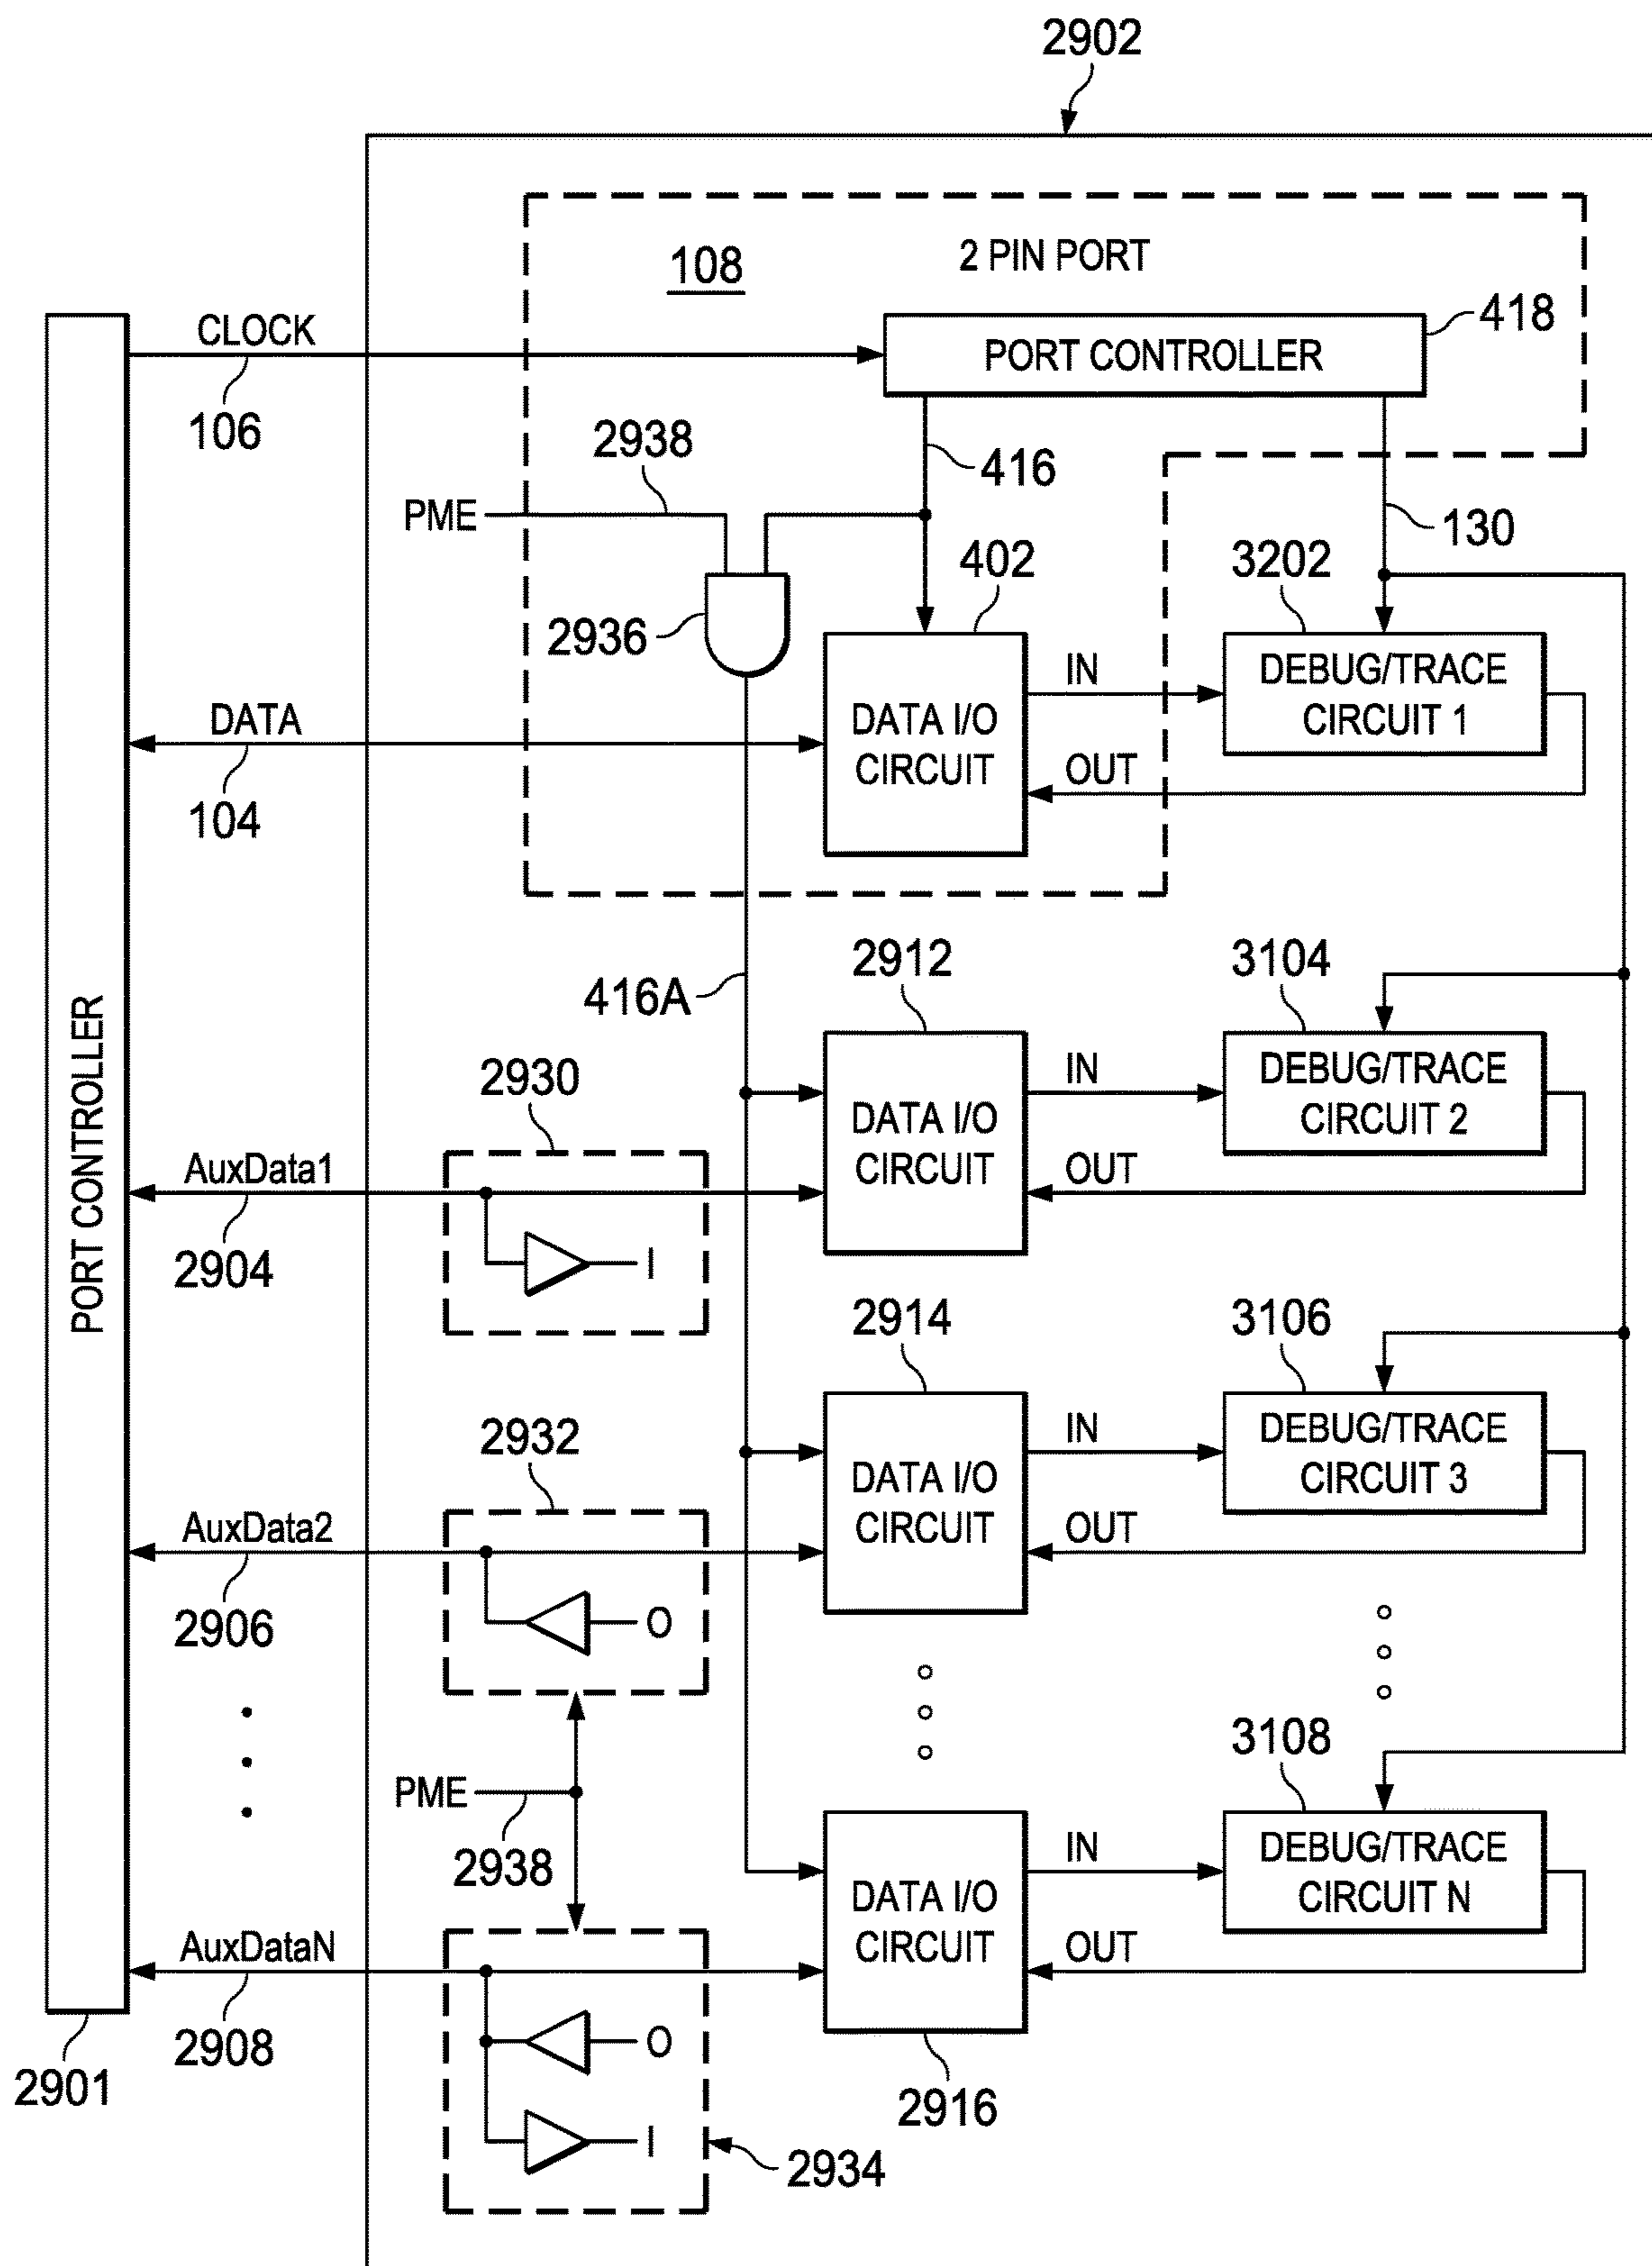 2902
108
2 PIN PORT
CLOCK
106
PORT CONTROLLER
418
2938
416
PME
130
402
3202
2936
DATA
104
DATA I/O
CIRCUIT
IN
OUT
DEBUG/TRACE
CIRCUIT 1
416A
2912
3104
PORT CONTROLLER
2930
DATA I/O
CIRCUIT
IN
OUT
DEBUG/TRACE
CIRCUIT 2
AuxData1
2904
I
2914
3106
2932
DATA I/O
CIRCUIT
IN
OUT
DEBUG/TRACE
CIRCUIT 3
AuxData2
2906
O
3108
PME
2938
DATA I/O
CIRCUIT
IN
OUT
DEBUG/TRACE
CIRCUIT N
AuxDataN
2908
O
2901
2916
I
2934